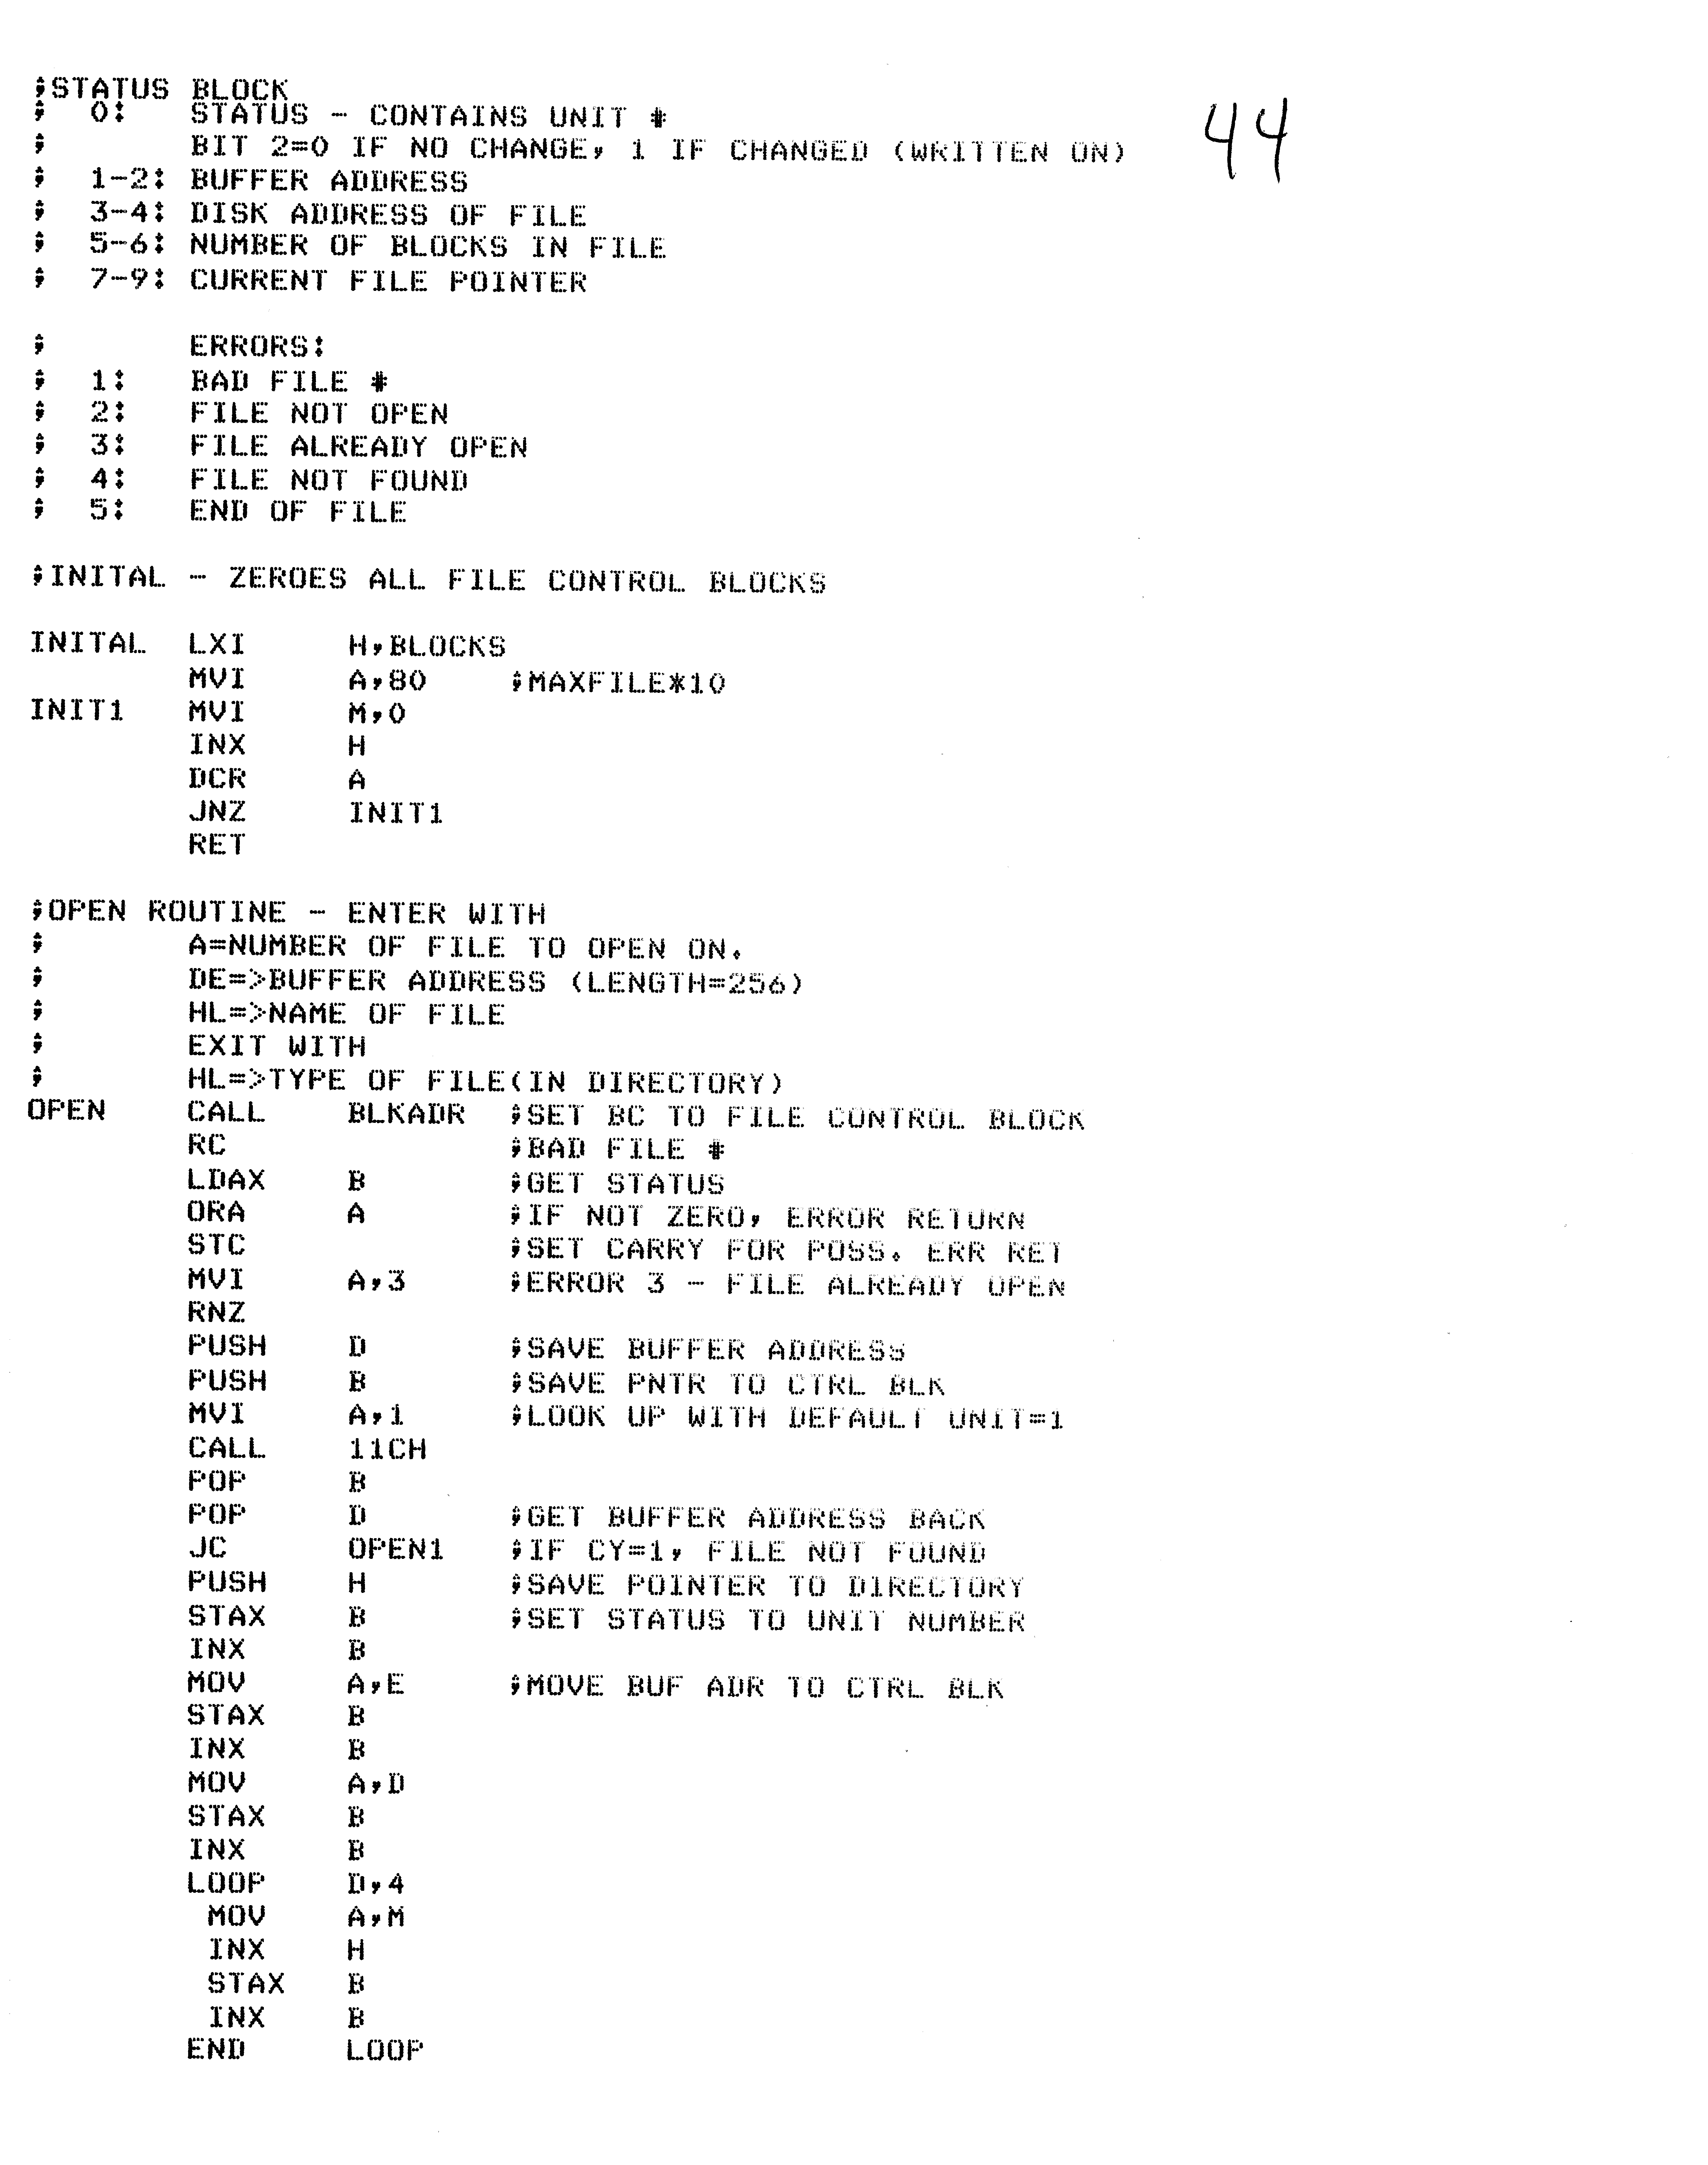 ;STATUS BLOCK
;  0:   STATUS - CONTAINS UNIT #                    44
;       BIT 2=0 IF NO CHANGE, 1 IF CHANGED (WRITTEN ON)
;  1-2: BUFFER ADDRESS
;  3-4: DISK ADDRESS OF FILE
;  5-6: NUMBER OF BLOCKS IN FILE
;  7-9: CURRENT FILE POINTER

;       ERRORS:
;  1:   BAD FILE #
;  2:   FILE NOT OPEN
;  3:   FILE ALREADY OPEN
;  4:   FILE NOT FOUND
;  5:   END OF FILE

;INITAL - ZEROES ALL FILE CONTROL BLOCKS

INITAL  LXI     H,BLOCKS
        MVI     A,80    ;MAXFILE*10
INIT1   MVI     M,0
        INX     H
        DCR     A
        JNZ     INIT1
        RET

;OPEN ROUTINE - ENTER WITH
;       A=NUMBER OF FILE TO OPEN ON.
;       DE=>BUFFER ADDRESS (LENGTH=256)
;       HL=>NAME OF FILE
;       EXIT WITH
;       HL=>TYPE OF FILE(IN DIRECTORY)
OPEN    CALL    BLKADR  ;SET BC TO FILE CONTROL BLOCK
        RC              ;BAD FILE #
        LDAX    B       ;GET STATUS
        ORA     A       ;IF NOT ZERO, ERROR RETURN
        STC             ;SET CARRY FOR POSS. ERR RET
        MVI     A,3     ;ERROR 3 - FILE ALREADY OPEN
        RNZ
        PUSH    D       ;SAVE BUFFER ADDRESS
        PUSH    B       ;SAVE PNTR TO CTRL BLK
        MVI     A,1     ;LOOK UP WITH DEFAULT UNIT=1
        CALL    11CH
        POP     B
        POP     D       ;GET BUFFER ADDRESS BACK
        JC      OPEN1   ;IF CY=1, FILE NOT FOUND
        PUSH    H       ;SAVE POINTER TO DIRECTORY
        STAX    B       ;SET STATUS TO UNIT NUMBER
        INX     B
        MOV     A,E     ;MOVE BUF ADR TO CTRL BLK
        STAX    B
        INX     B
        MOV     A,D
        STAX    B
        INX     B
        LOOP    D,4
         MOV    A,M
         INX    H
         STAX   B
         INX    B
        END     LOOP